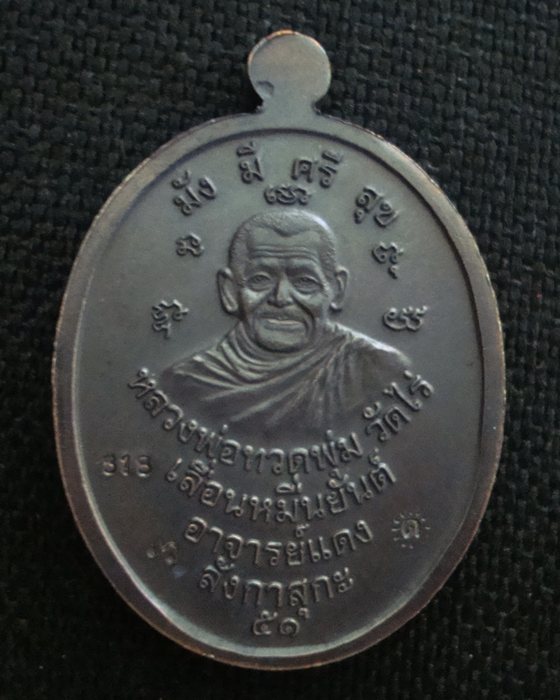 มั่ง มี ศรี สุข
หลวงพ่อทวดพุ่ม วัดไร่
818
เลื่อนหมื่นยันต์
อาจารย์แดง
ด
ลังกาสุกะ
๕๑